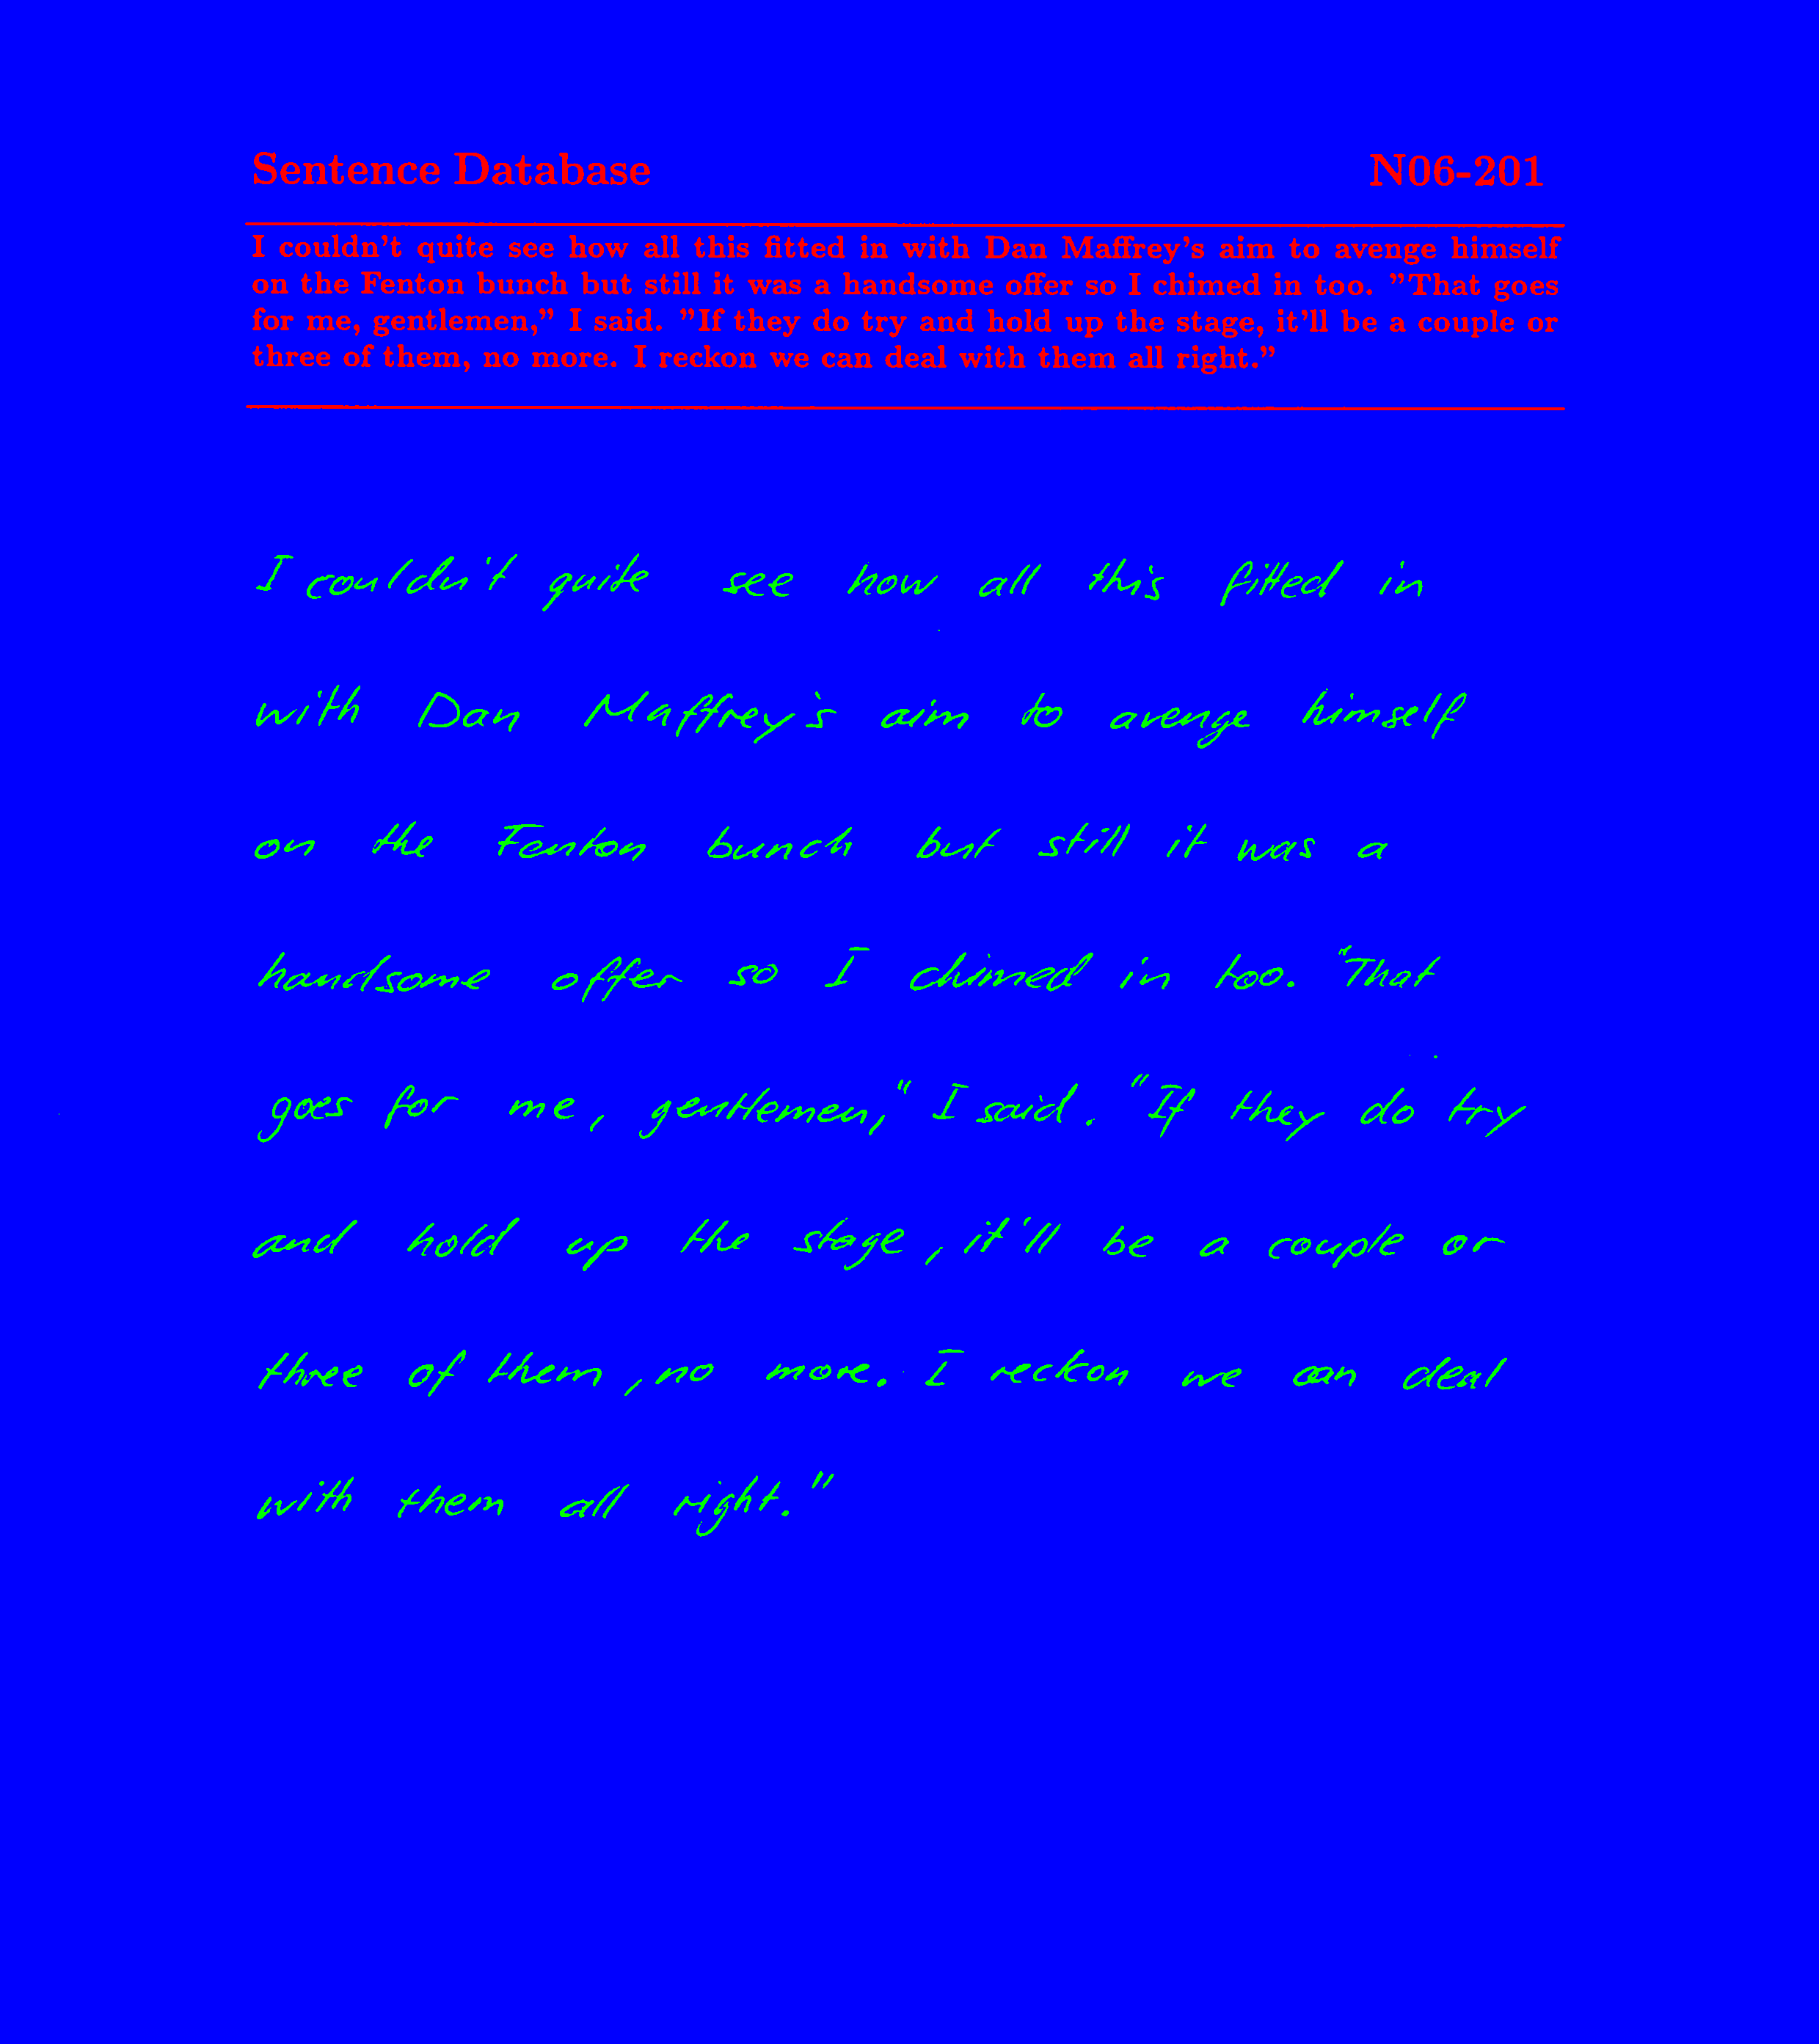 Sentence Database N06-201
I couldn't quite see how all this fitted in with Dan Maffrey's aim to avenge himself
on the Fenton bunch but still it was a handsome offer so I chimed in too. "That goes
for me, gentlemen," I said. "If they do try and hold up the stage, it'll be a couple or
three of them, no more. I reckon we can deal with them all right."
I couldn't quite see how all this fitted in
with Dan Maffrey's aim to avenge himself
on the Fenton bunch but still it was a
handsome offer so I chimed in too. "That
goes for me, gentlemen," I said. "If they do try
and hold up the stage, it'll be a couple or
three of them, no more. I reckon we can deal
with them all right."